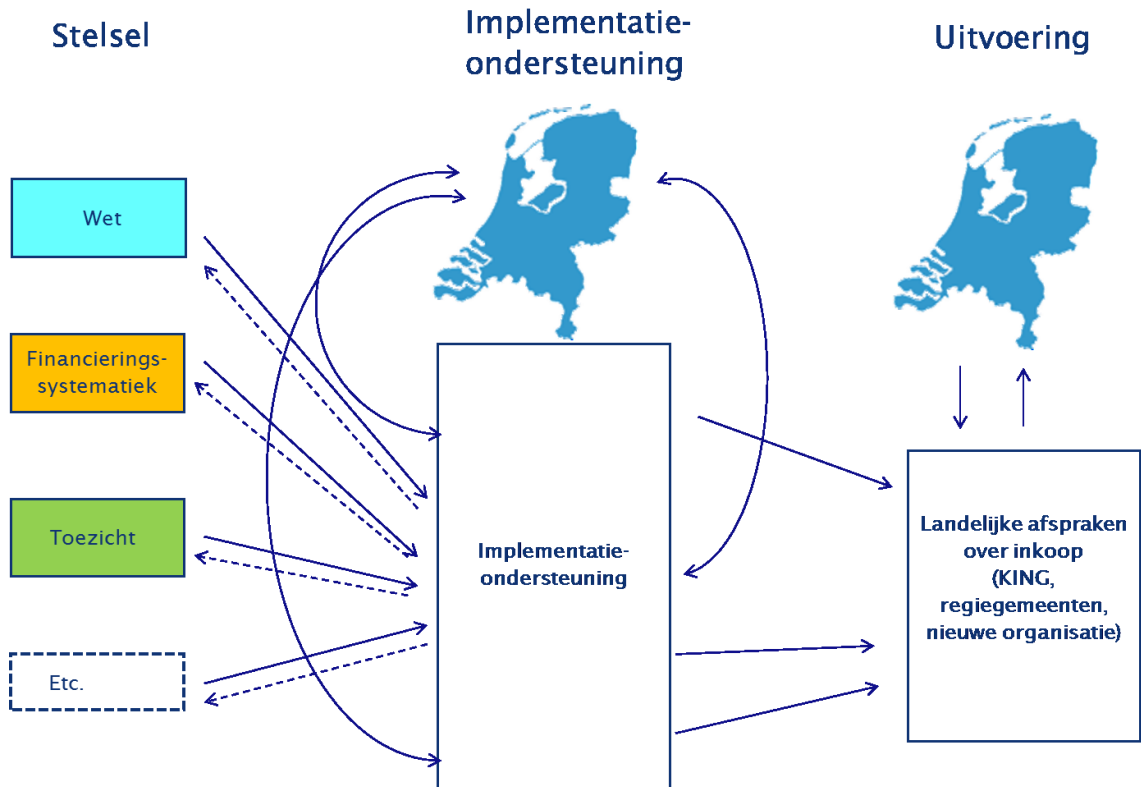 Stelsel
Implementatie-
ondersteuning
Uitvoering
Wet
Financierings-
systematiek
Toezicht
Etc.
Implementatie-
ondersteuning
Landelijke afspraken
over inkoop
(KING,
regiegemeenten,
nieuwe organisatie)